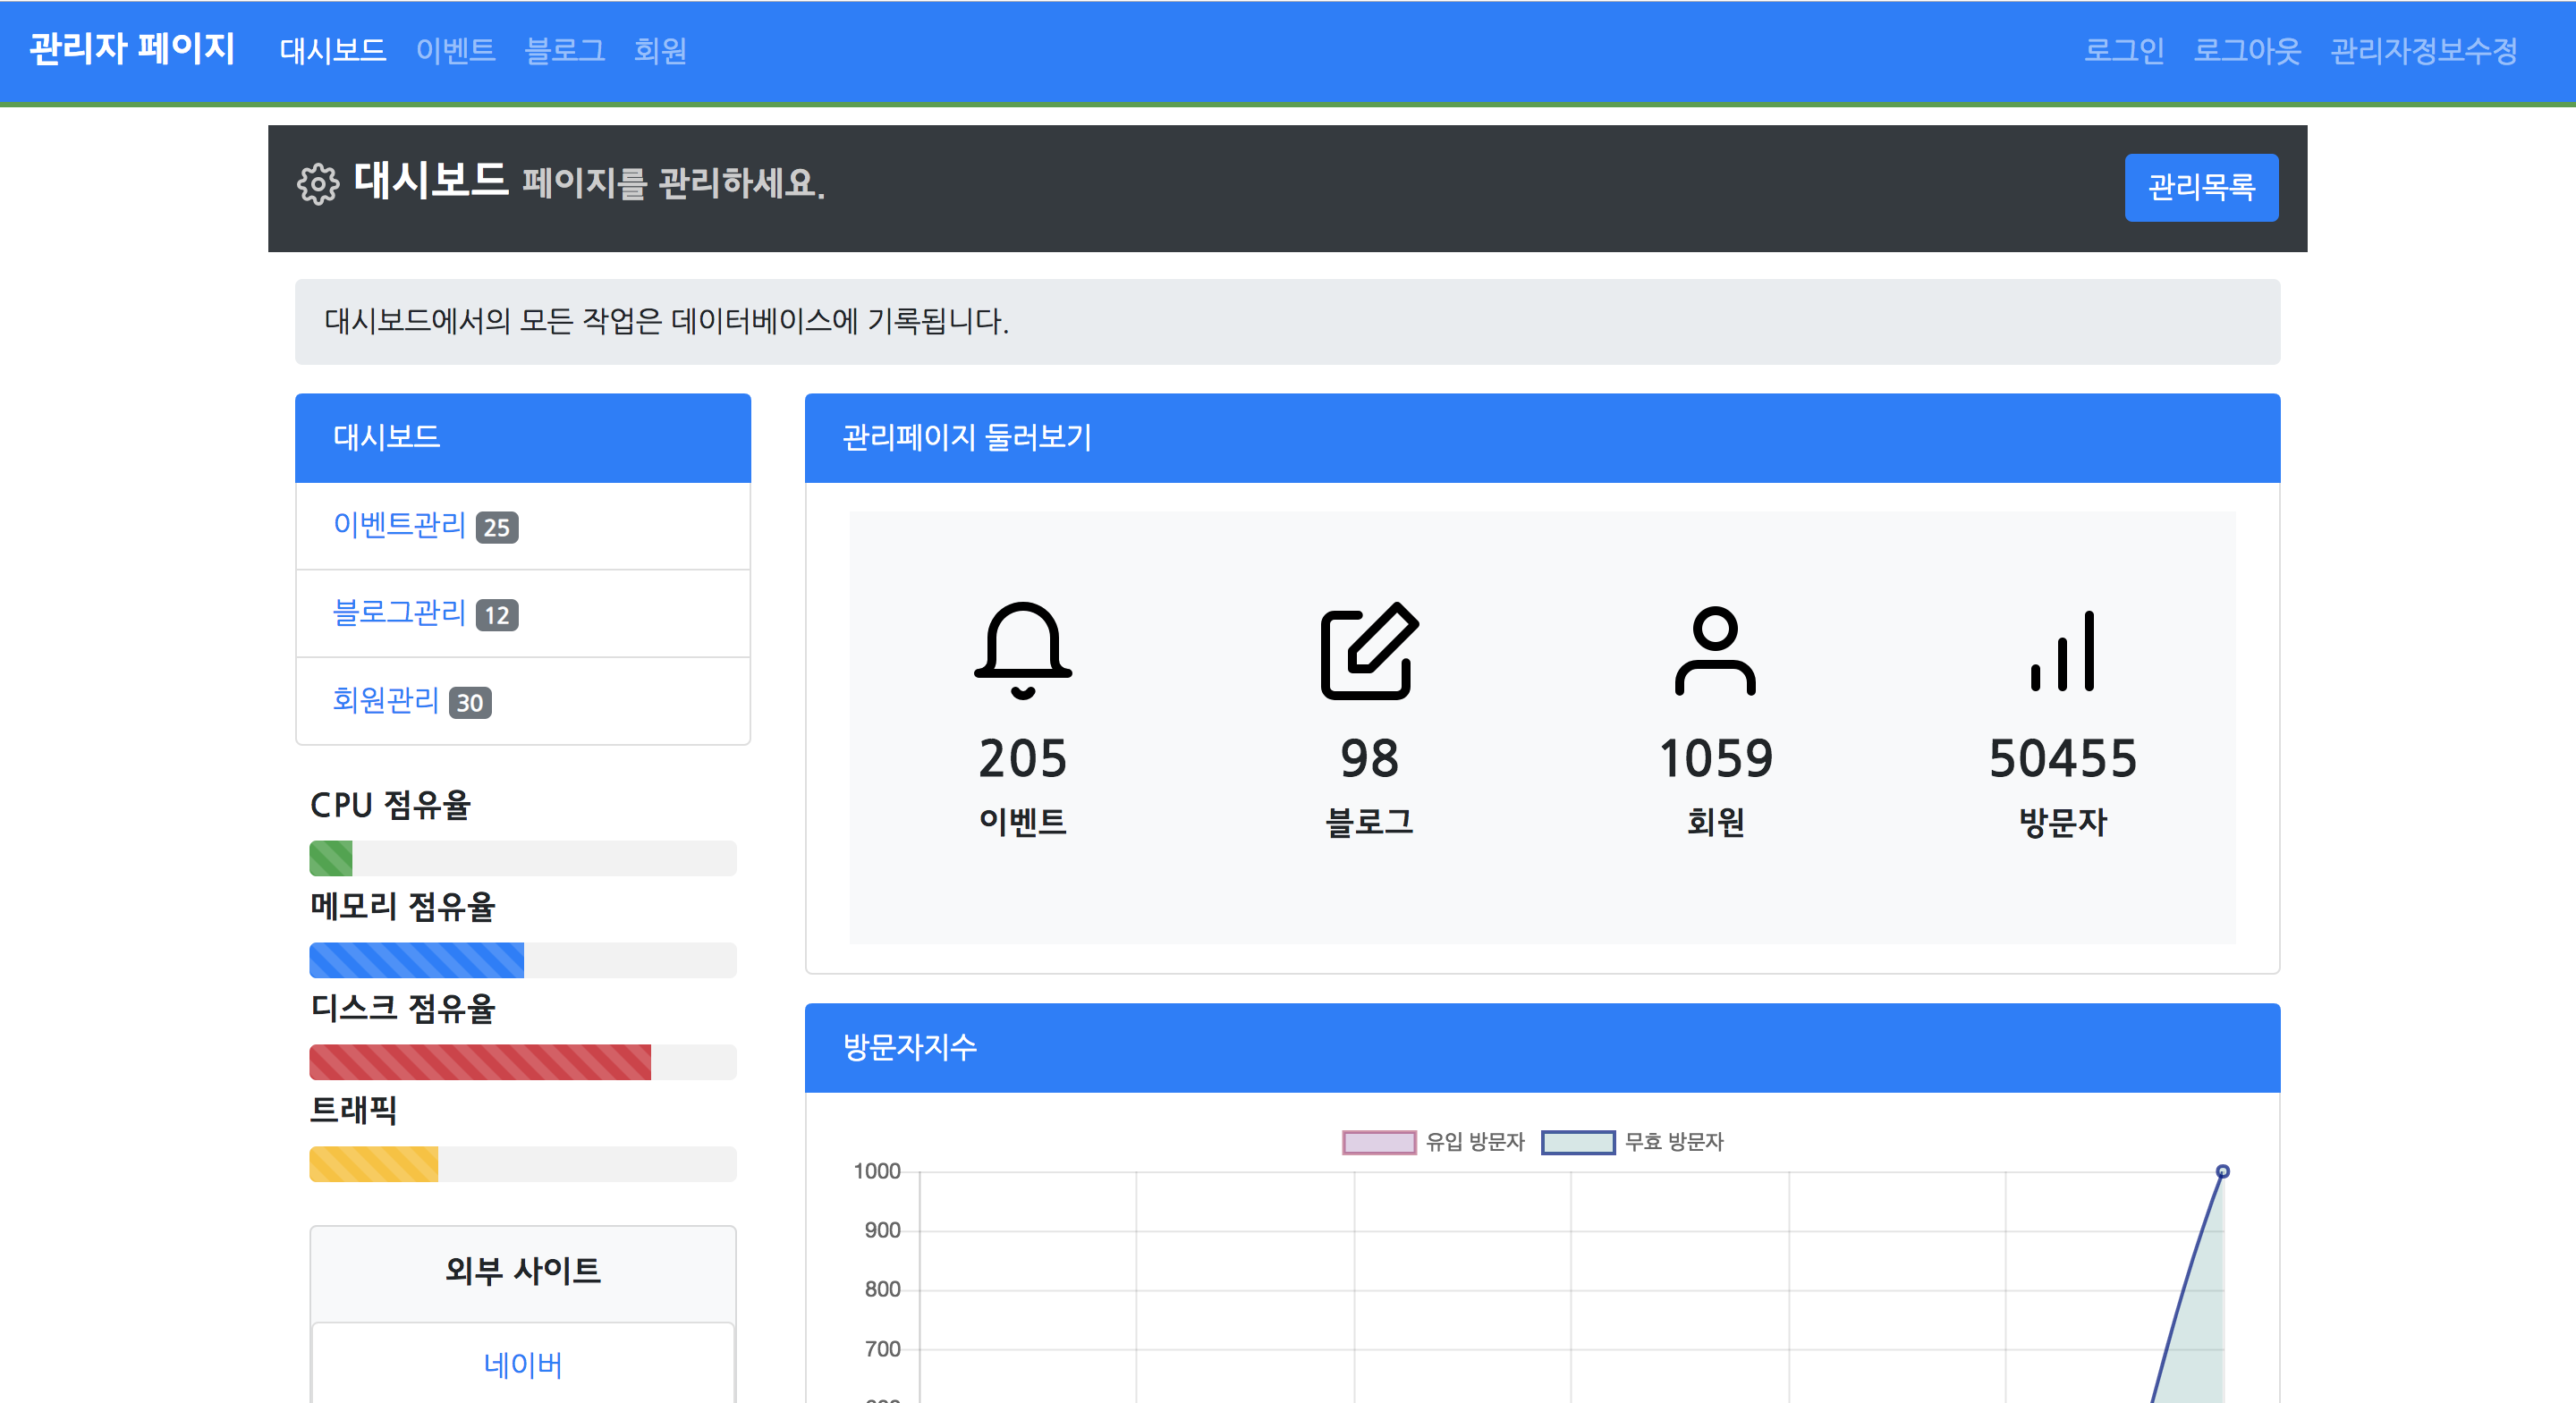 관리자 페이지 대시보드 이벤트 블로그 회원 로그인 로그아웃 관리자정보수정
대시보드 페이지를 관리하세요. 관리목록
대시보드에서의 모든 작업은 데이터베이스에 기록됩니다.
대시보드
이벤트관리 25
블로그관리 12
회원관리 30
CPU 점유율
메모리 점유율
디스크 점유율
트래픽
외부 사이트
네이버
관리페이지 둘러보기
205 98 1059 50455
이벤트 블로그 회원 방문자
방문자지수
유입 방문자 무효 방문자
1000
900
800
700